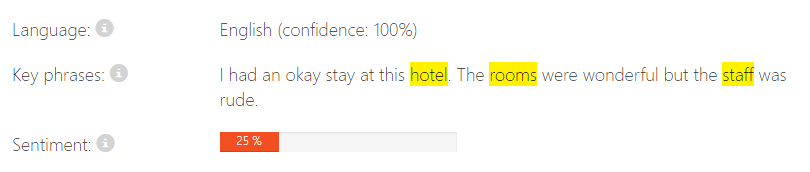 Language: English (confidence: 100%)
Key phrases: I had an okay stay at this hotel. The rooms were wonderful but the staff was
rude.
Sentiment: 25 %